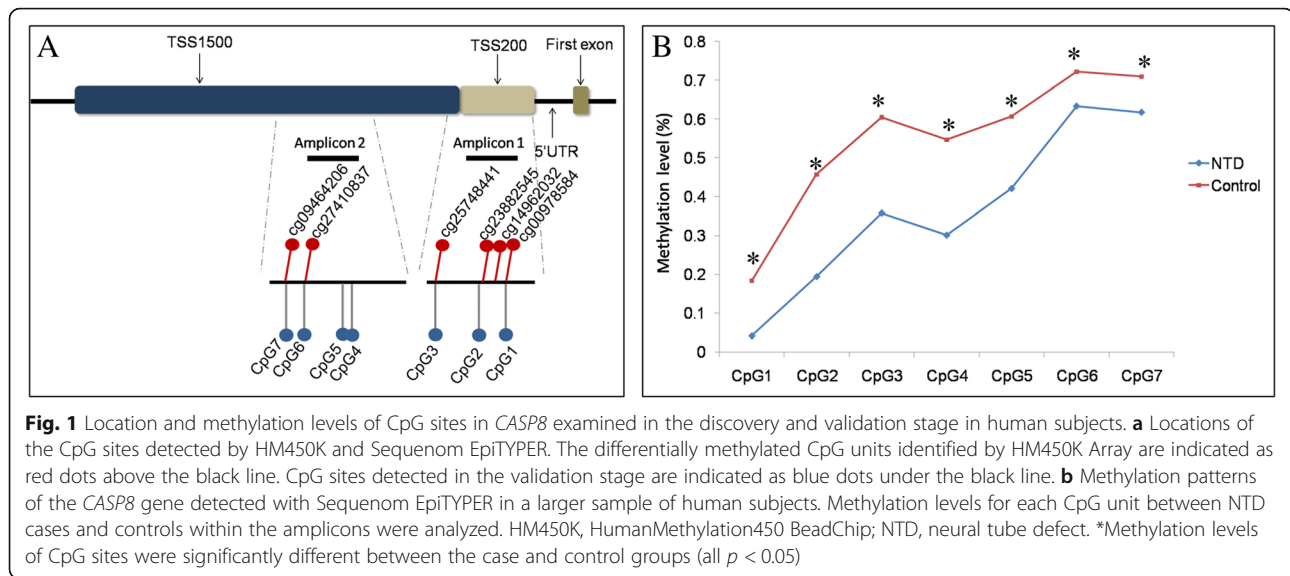 A
TSS1500
TSS200
First exon
Amplicon 2
Amplicon 1
5'UTR
cg09464206
cg27410837
cg25748441
cg23882545
cg14962032
cg00978584
CpG7
CpG6
CpG5
CpG4
CpG3
CpG2
CpG1
B
Methylation level (%)
0.8
0.7
0.6
0.5
0.4
0.3
0.2
0.1
0
* * * * * * *
CpG1 CpG2 CpG3 CpG4 CpG5 CpG6 CpG7
NTD
Control
Fig. 1 Location and methylation levels of CpG sites in CASP8 examined in the discovery and validation stage in human subjects. a Locations of
the CpG sites detected by HM450K and Sequenom EpiTYPER. The differentially methylated CpG units identified by HM450K Array are indicated as
red dots above the black line. CpG sites detected in the validation stage are indicated as blue dots under the black line. b Methylation patterns
of the CASP8 gene detected with Sequenom EpiTYPER in a larger sample of human subjects. Methylation levels for each CpG unit between NTD
cases and controls within the amplicons were analyzed. HM450K, HumanMethylation450 BeadChip; NTD, neural tube defect. *Methylation levels
of CpG sites were significantly different between the case and control groups (all p < 0.05)